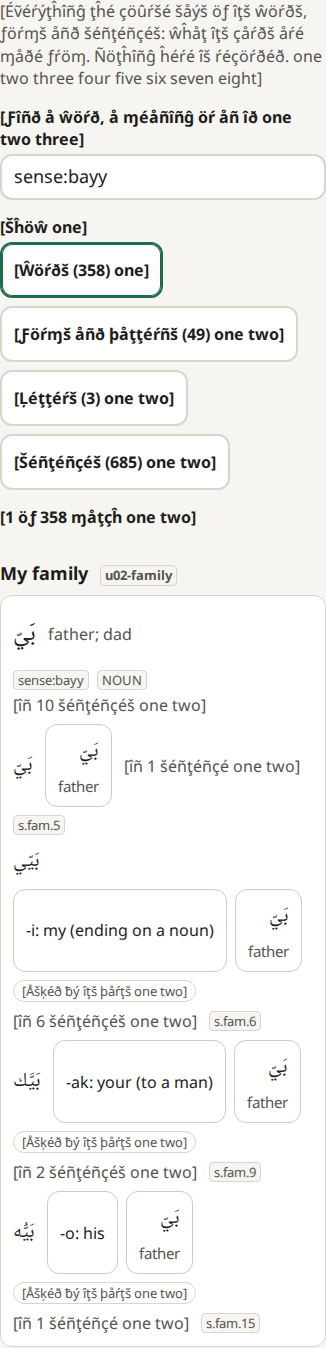 [Éṽéŕýţĥîñĝ ţĥé çöûŕšé šåýš öƒ îţš ŵöŕðš,
ƒöŕɱš åñð šéñţéñçéš: ŵĥåţ îţš çåŕðš åŕé
ɱåðé ƒŕöɱ. Ñöţĥîñĝ ĥéŕé îš ŕéçöŕðéð. one
two three four five six seven eight]
[Ƒîñð å ŵöŕð, å ɱéåñîñĝ öŕ åñ îð one
two three]
sense:bayy
[Šĥöŵ one]
[Ŵöŕðš (358) one]
[Ƒöŕɱš åñð þåţţéŕñš (49) one two]
[Ļéţţéŕš (3) one two]
[Šéñţéñçéš (685) one two]
[1 öƒ 358 ɱåţçĥ one two]
My family u02-family
بَيّ father; dad
sense:bayy NOUN
[îñ 10 šéñţéñçéš one two]
بَيّ بَيّ father [îñ 1 šéñţéñçé one two]
s.fam.5
بَيّي
-i: my (ending on a noun) بَيّ father
[Åšķéð ƀý îţš þåŕţš one two]
[îñ 6 šéñţéñçéš one two] s.fam.6
بَيَّك -ak: your (to a man) بَيّ father
[Åšķéð ƀý îţš þåŕţš one two]
[îñ 2 šéñţéñçéš one two] s.fam.9
بَيُّه -o: his بَيّ father
[Åšķéð ƀý îţš þåŕţš one two]
[îñ 1 šéñţéñçé one two] s.fam.15